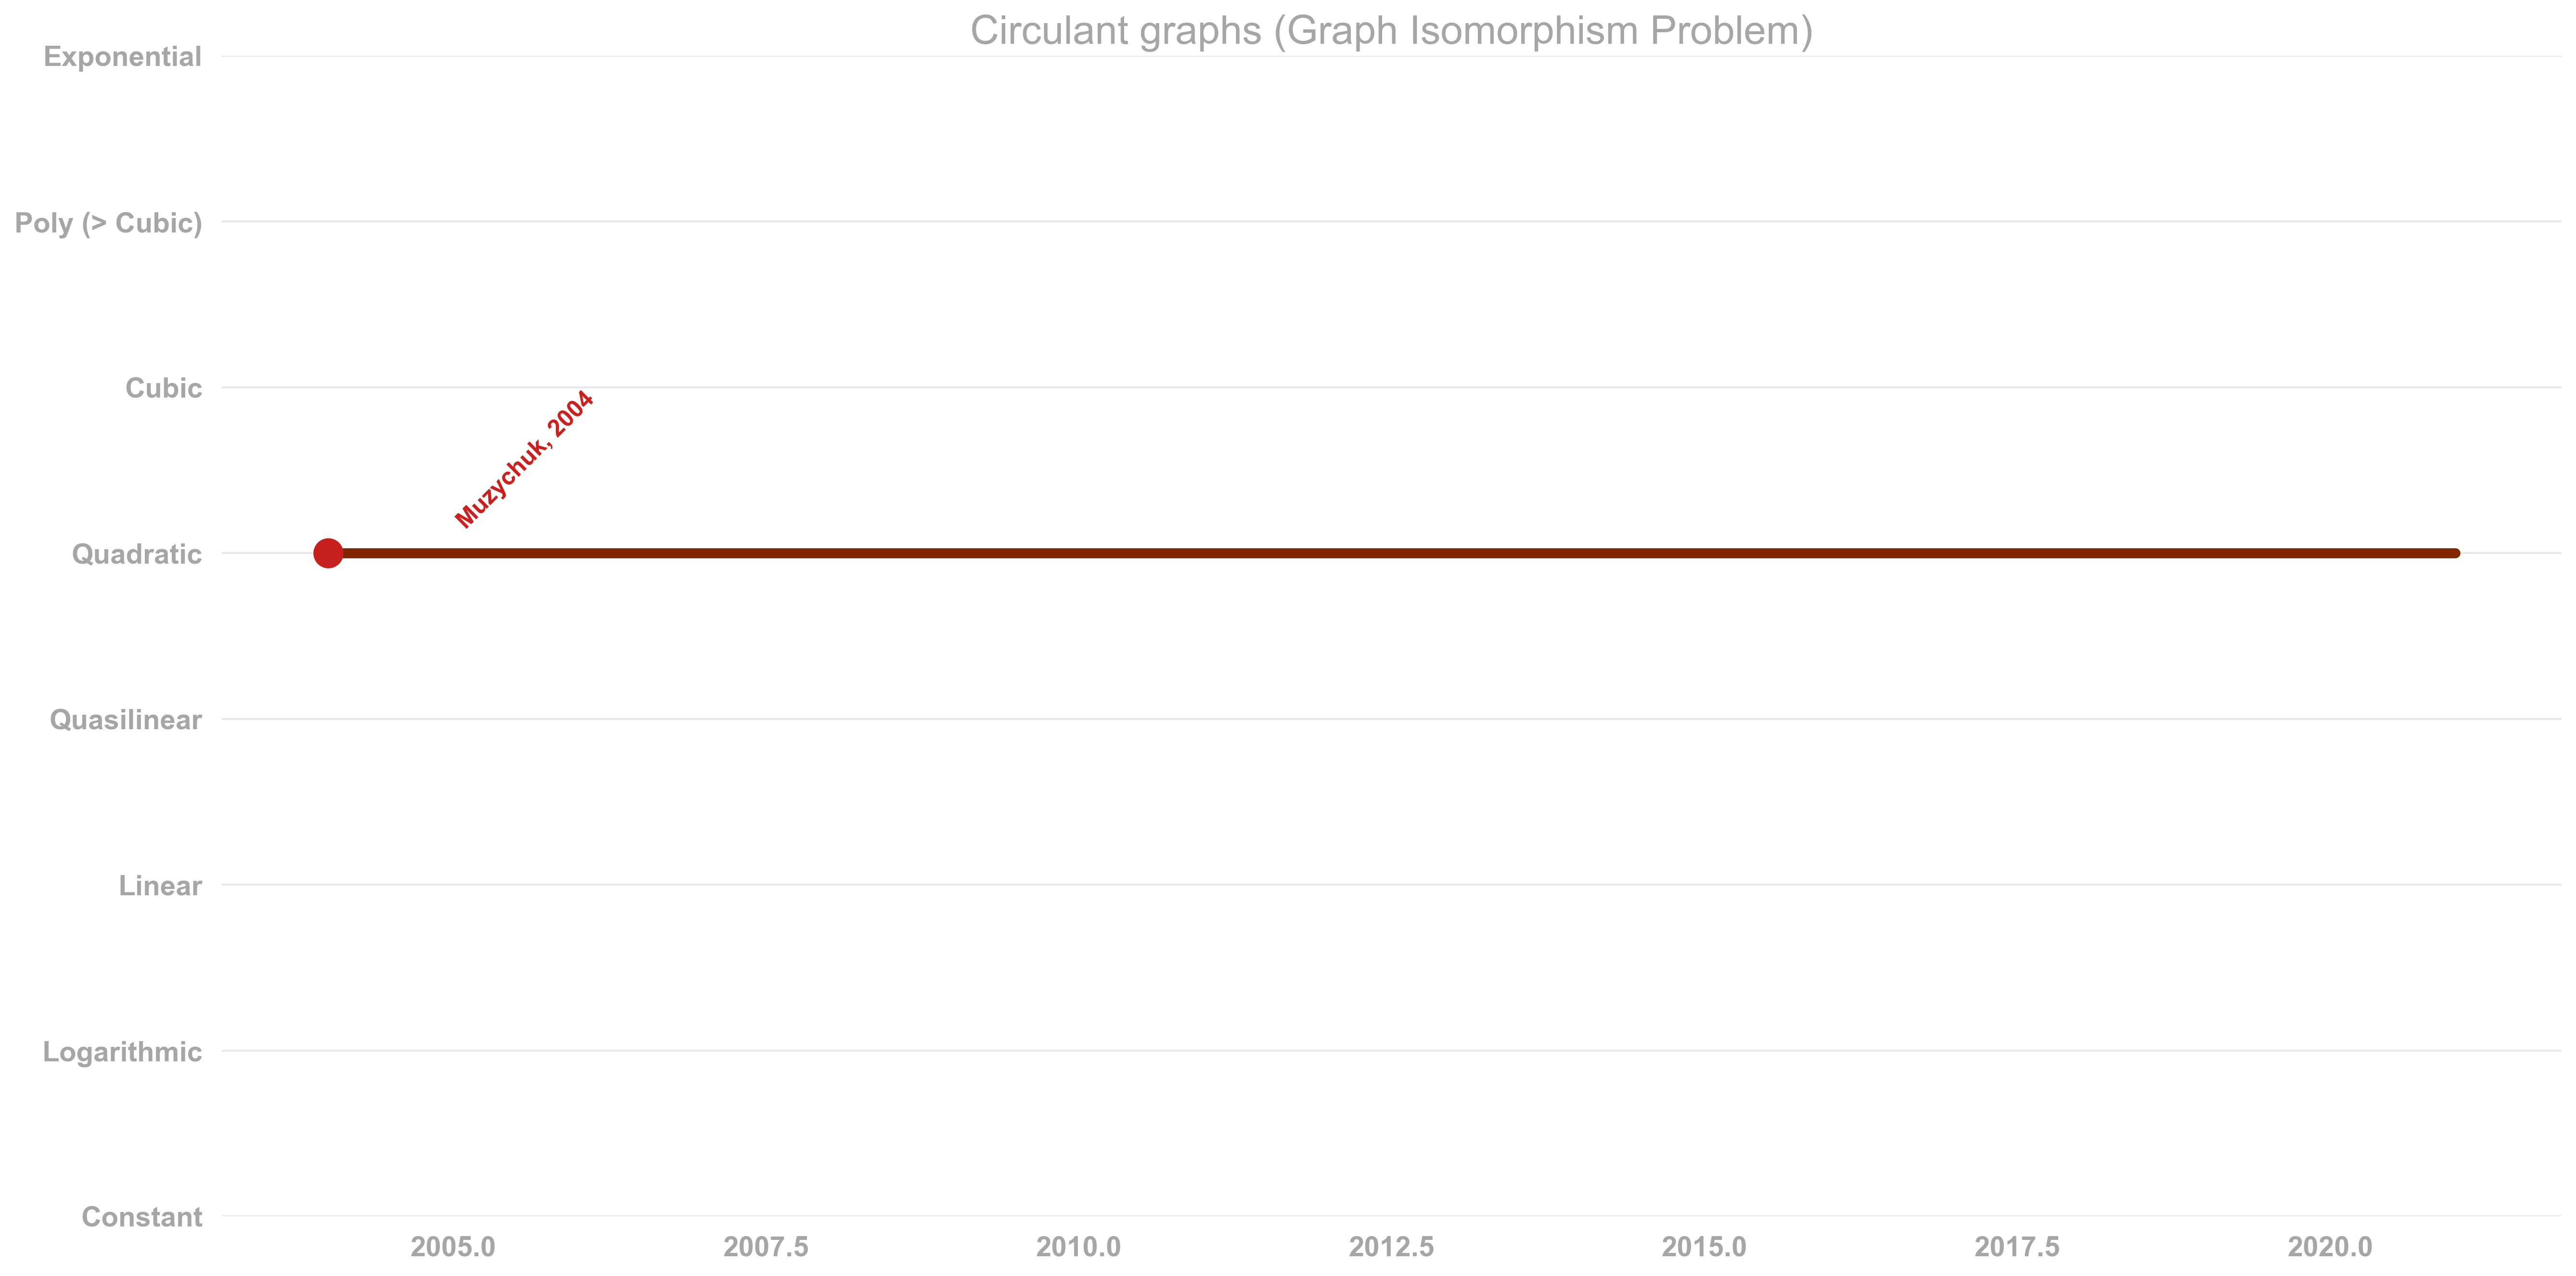 Circulant graphs (Graph Isomorphism Problem)
Exponential
Poly (> Cubic)
Cubic
Muzychuk, 2004
Quadratic
Quasilinear
Linear
Logarithmic
Constant
2005.0 2007.5 2010.0 2012.5 2015.0 2017.5 2020.0